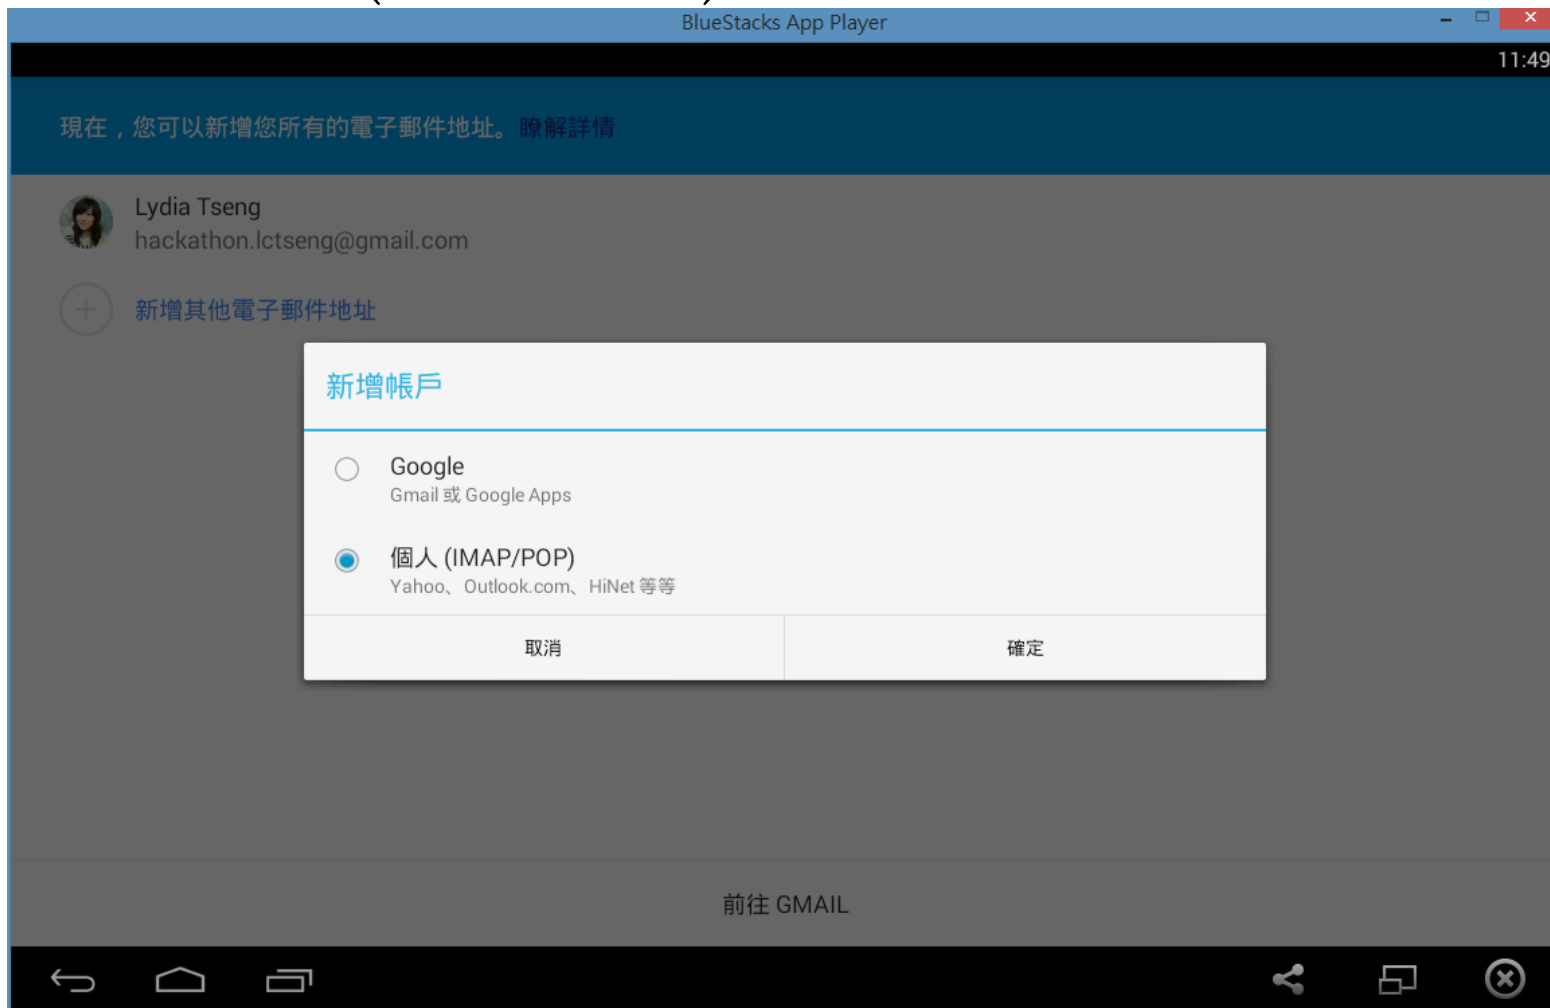 BlueStacks App Player
11:49
現在，您可以新增您所有的電子郵件地址。瞭解詳情
Lydia Tseng
hackathon.lctseng@gmail.com
新增其他電子郵件地址
新增帳戶
Google
Gmail 或 Google Apps
個人 (IMAP/POP)
Yahoo、Outlook.com、HiNet 等等
取消
確定
前往 GMAIL